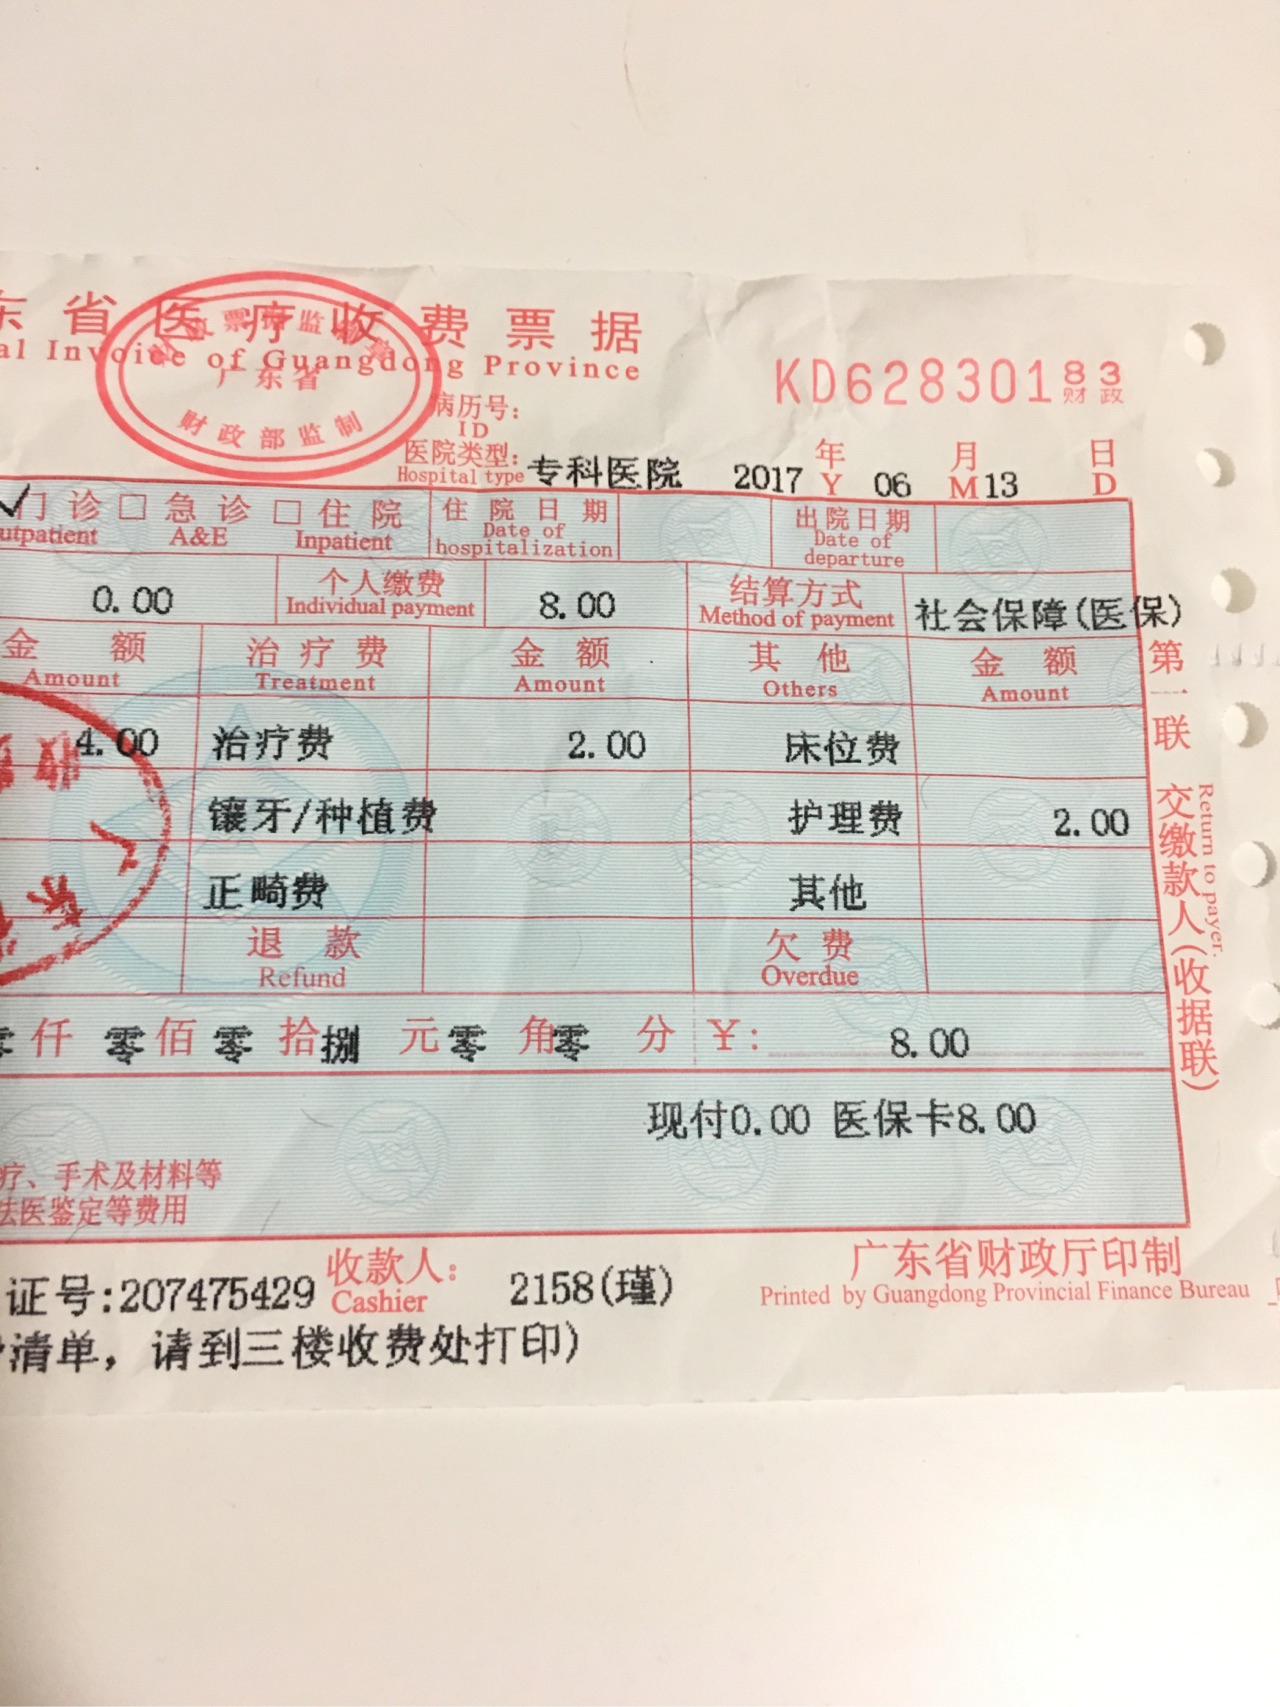 东省医疗收费票据
al Invoice of Guangdong Province
广东省
财政部监制
KD62830183
财政
病历号：
ID
医院类型：专科医院 2017年 06 月13 日
Hospital type Y M D
门诊 □ 急诊 □ 住院 住院日期 出院日期
utpatient A&E Inpatient Date of hospitalization Date of departure
0.00 个人缴费 8.00 结算方式 社会保障(医保)
Individual payment Method of payment
金额 治疗费 金额 其他 金额
Amount Treatment Amount Others Amount
4.00 治疗费 2.00 床位费
镶牙/种植费 护理费 2.00
正畸费 其他
退款 欠费
Refund Overdue
仟 零 佰 零 拾 捌 元 零 角 零 分 ¥: 8.00
现付0.00 医保卡8.00
疗、手术及材料等
法医鉴定等费用
证号:207475429 收款人： 2158(瑾)
Cashier
广东省财政厅印制
Printed by Guangdong Provincial Finance Bureau
清单，请到三楼收费处打印)
第一联 交缴款人(收据联)
Return to payer.